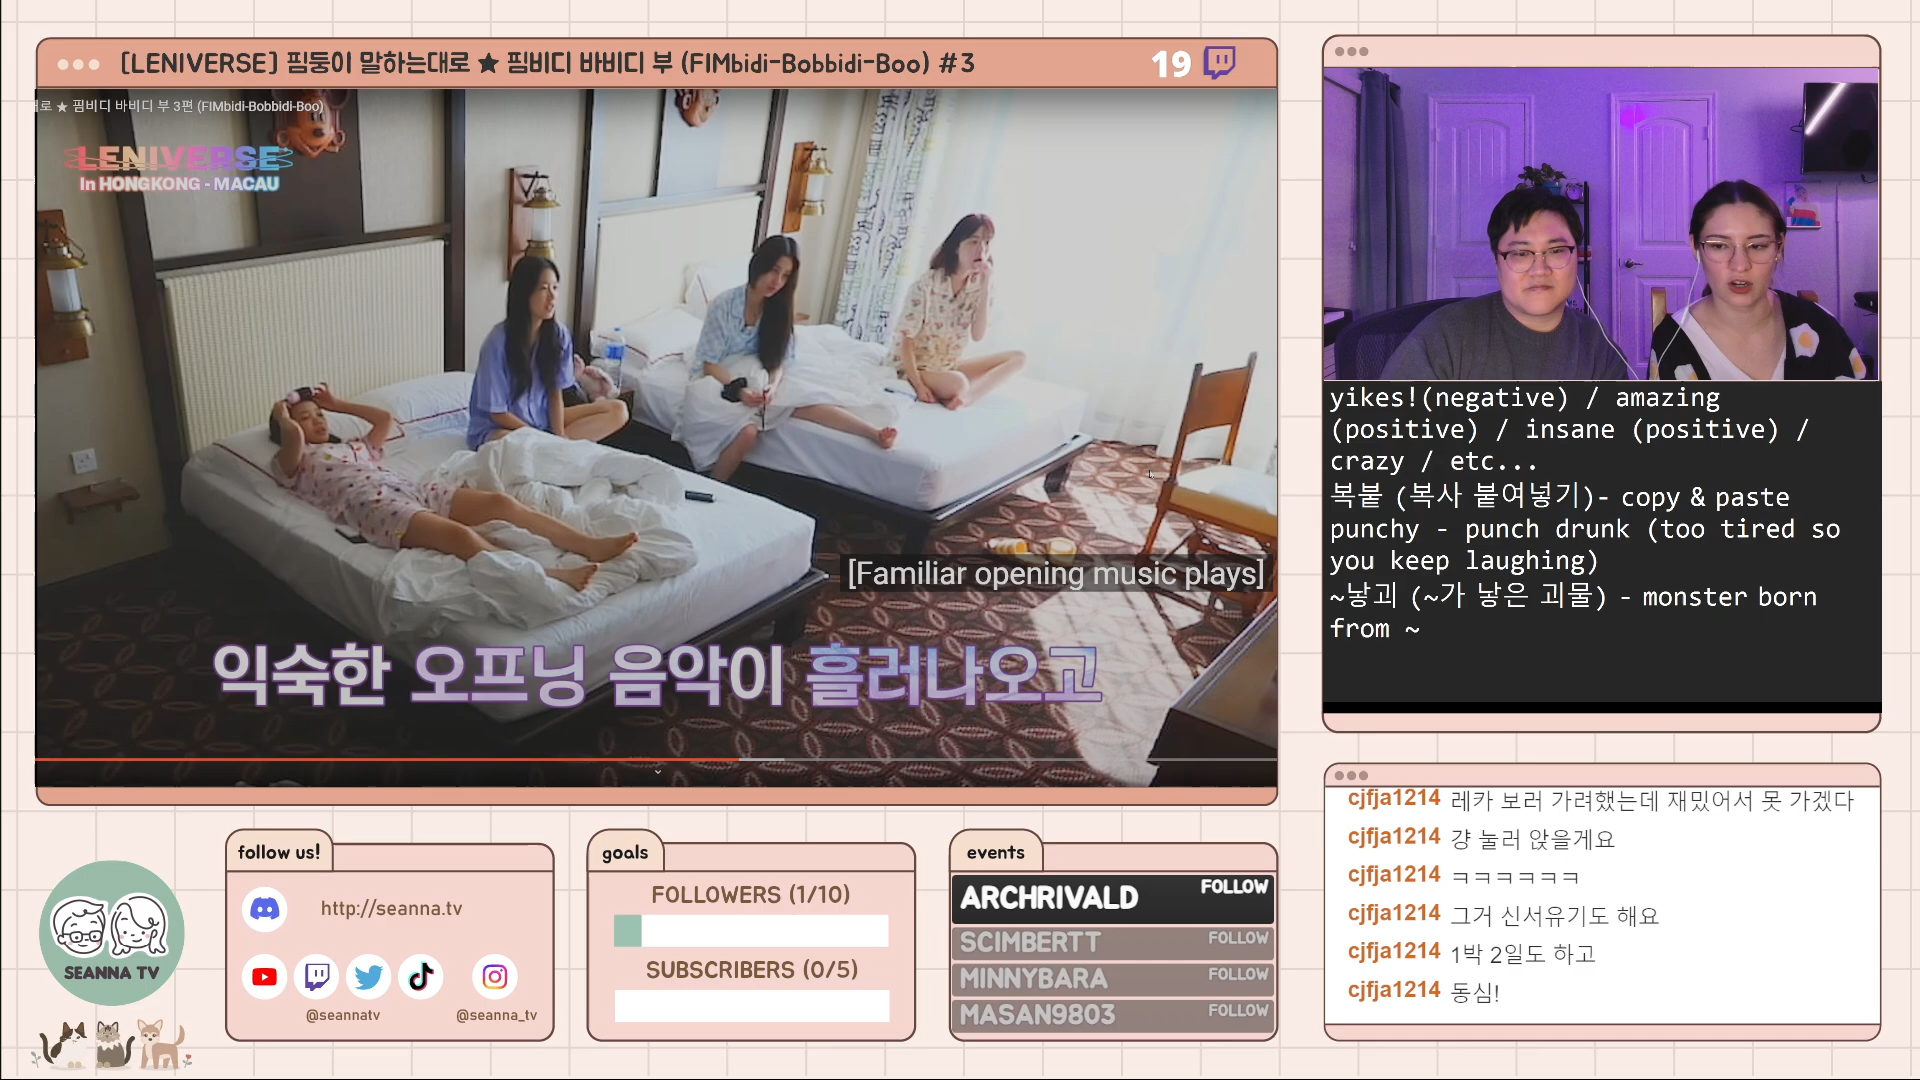 [LENIVERSE] 핌둥이 말하는대로 ★ 핌비디 바비디 부 (FIMbidi-Bobbidi-Boo) #3
19
대로 ★ 핌비디 바비디 부 3편 (FIMbidi-Bobbidi-Boo)
LENIVERSE
In HONGKONG - MACAU
[Familiar opening music plays]
익숙한 오프닝 음악이 흘러나오고
yikes!(negative) / amazing
(positive) / insane (positive) /
crazy / etc...
복붙 (복사 붙여넣기)- copy & paste
punchy - punch drunk (too tired so
you keep laughing)
~낳괴 (~가 낳은 괴물) - monster born
from ~
cjfja1214 레카 보러 가려했는데 재밌어서 못 가겠다
cjfja1214 걍 눌러 앉을게요
cjfja1214 ㅋㅋㅋㅋㅋㅋ
cjfja1214 그거 신서유기도 해요
cjfja1214 1박 2일도 하고
cjfja1214 동심!
SEANNA TV
follow us!
http://seanna.tv
@seannatv
@seanna_tv
goals
FOLLOWERS (1/10)
SUBSCRIBERS (0/5)
events
ARCHRIVALD FOLLOW
SCIMBERTT FOLLOW
MINNYBARA FOLLOW
MASAN9803 FOLLOW